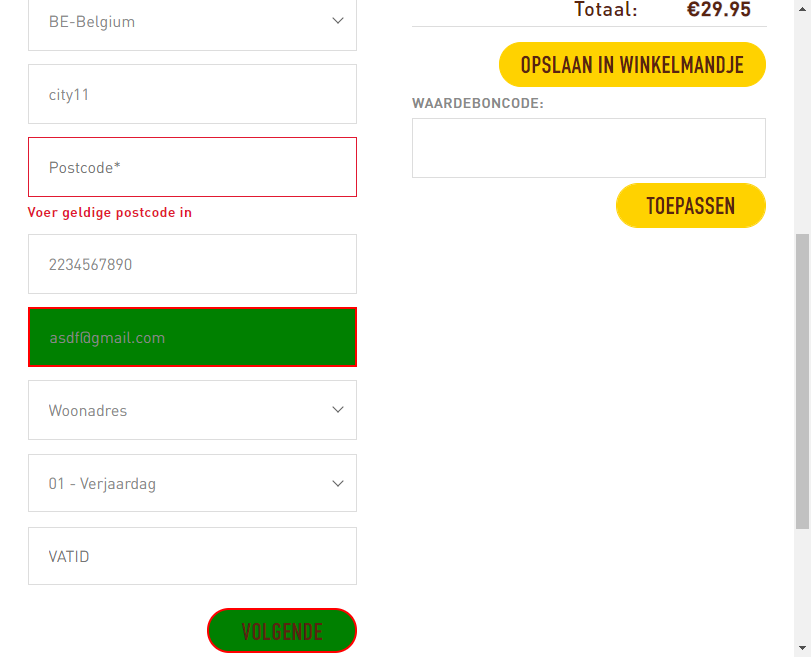 BE-Belgium
city11
Postcode*
Voer geldige postcode in
2234567890
asdf@gmail.com
Woonadres
01 - Verjaardag
VATID
VOLGENDE
Totaal: €29.95
OPSLAAN IN WINKELMANDJE
WAARDEBONCODE:
TOEPASSEN